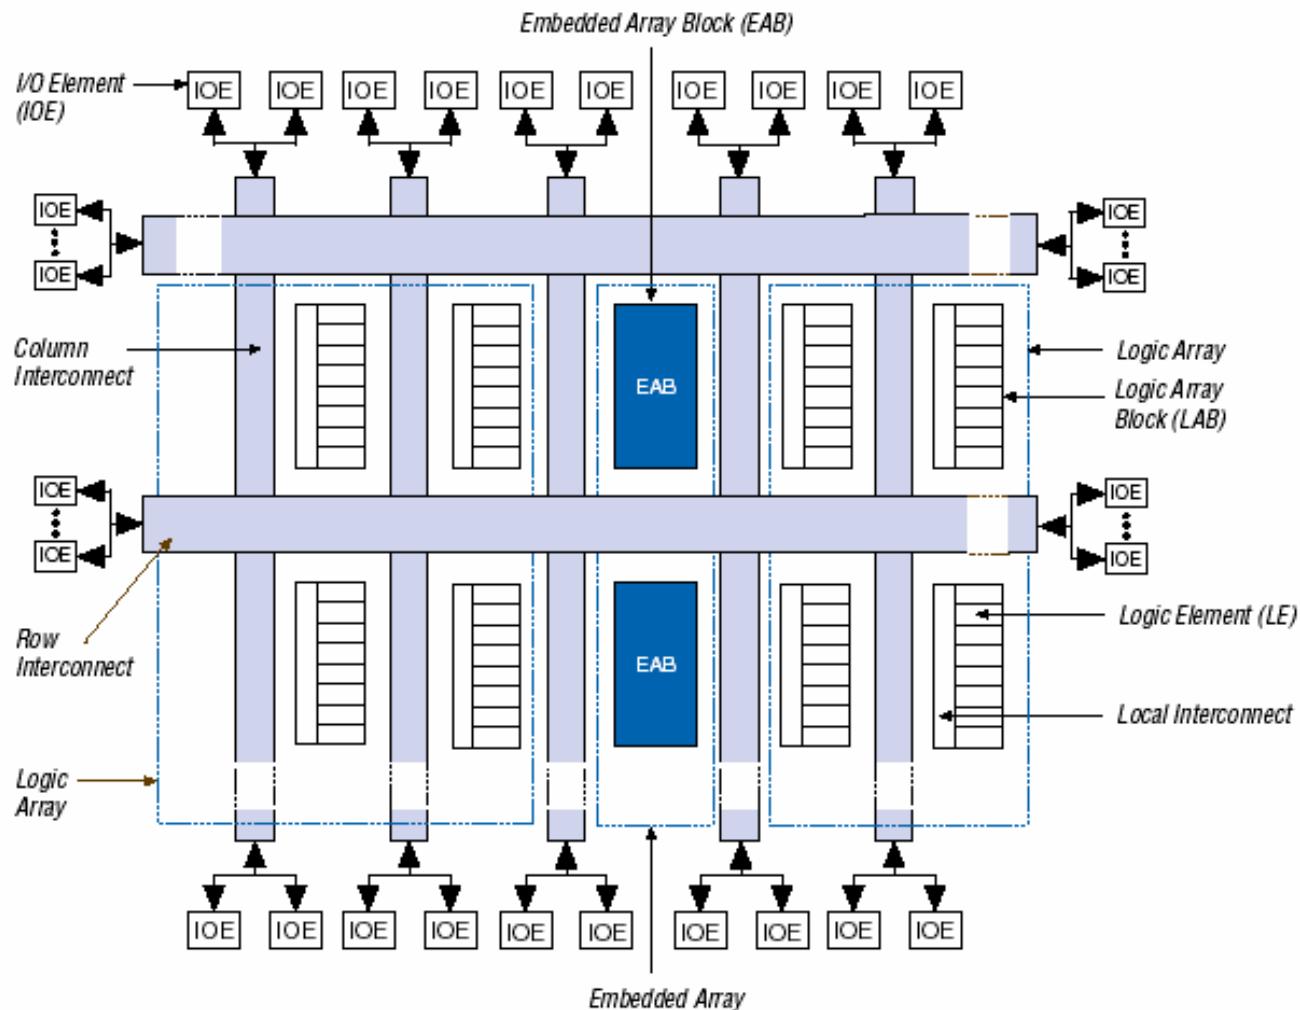 Embedded Array Block (EAB)
I/O Element
(IOE)
IOE IOE IOE IOE IOE IOE IOE IOE IOE IOE
IOE IOE
IOE IOE
Column
Interconnect
EAB
Logic Array
Logic Array
Block (LAB)
IOE IOE
IOE IOE
Row
Interconnect
EAB
Logic Element (LE)
Local Interconnect
Logic
Array
IOE IOE IOE IOE IOE IOE IOE IOE IOE IOE
Embedded Array